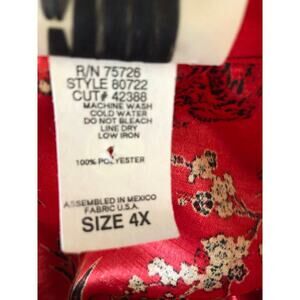 R/N 75726
STYLE 80722
CUT# 42388
MACHINE WASH
COLD WATER
DO NOT BLEACH
LINE DRY
LOW IRON
100% POLYESTER
ASSEMBLED IN MEXICO
FABRIC U.S.A.
SIZE 4X